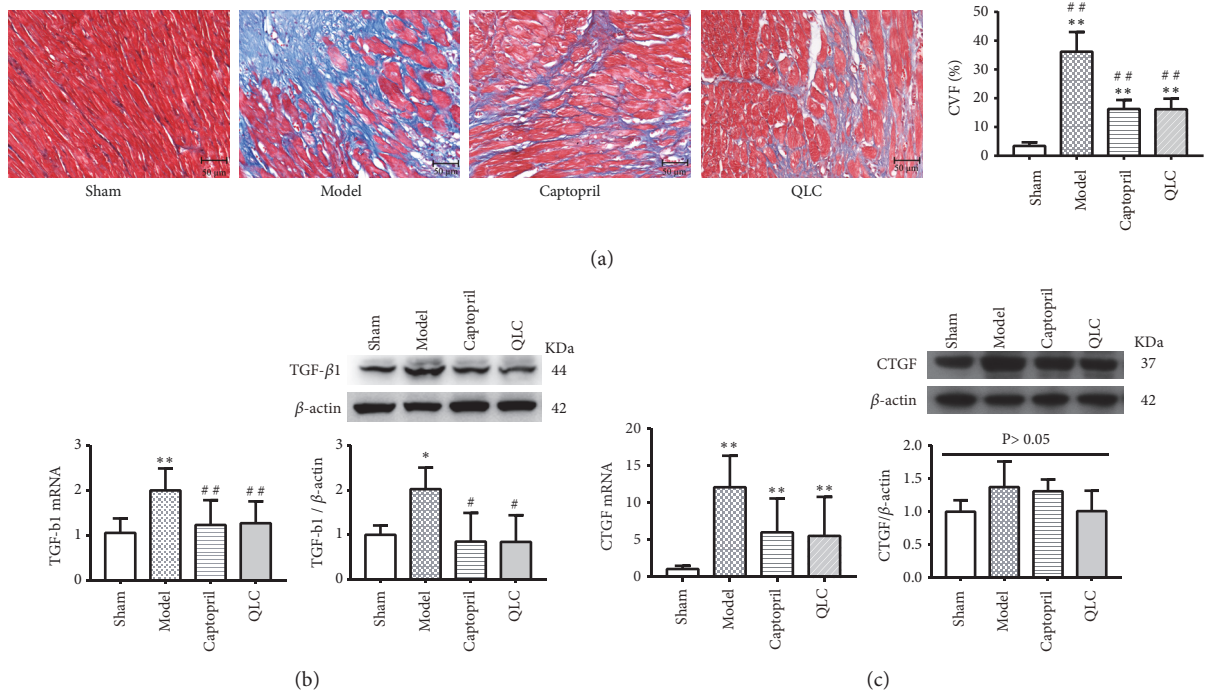 50 μm
50 μm
50 μm
50 μm
Sham
Model
Captopril
QLC
CVF (%)
50
40
30
20
10
0
##
**
##
**
##
**
Sham
Model
Captopril
QLC
(a)
Sham
Model
Captopril
QLC
KDa
TGF-β1
44
β-actin
42
TGF-b1 mRNA
3
2
1
0
**
##
##
Sham
Model
Captopril
QLC
TGF-b1 / β-actin
3
2
1
0
*
#
#
Sham
Model
Captopril
QLC
(b)
Sham
Model
Captopril
QLC
KDa
CTGF
37
β-actin
42
CTGF mRNA
20
15
10
5
0
**
**
**
Sham
Model
Captopril
QLC
CTGF/β-actin
2.0
1.5
1.0
0.5
0.0
P> 0.05
Sham
Model
Captopril
QLC
(c)